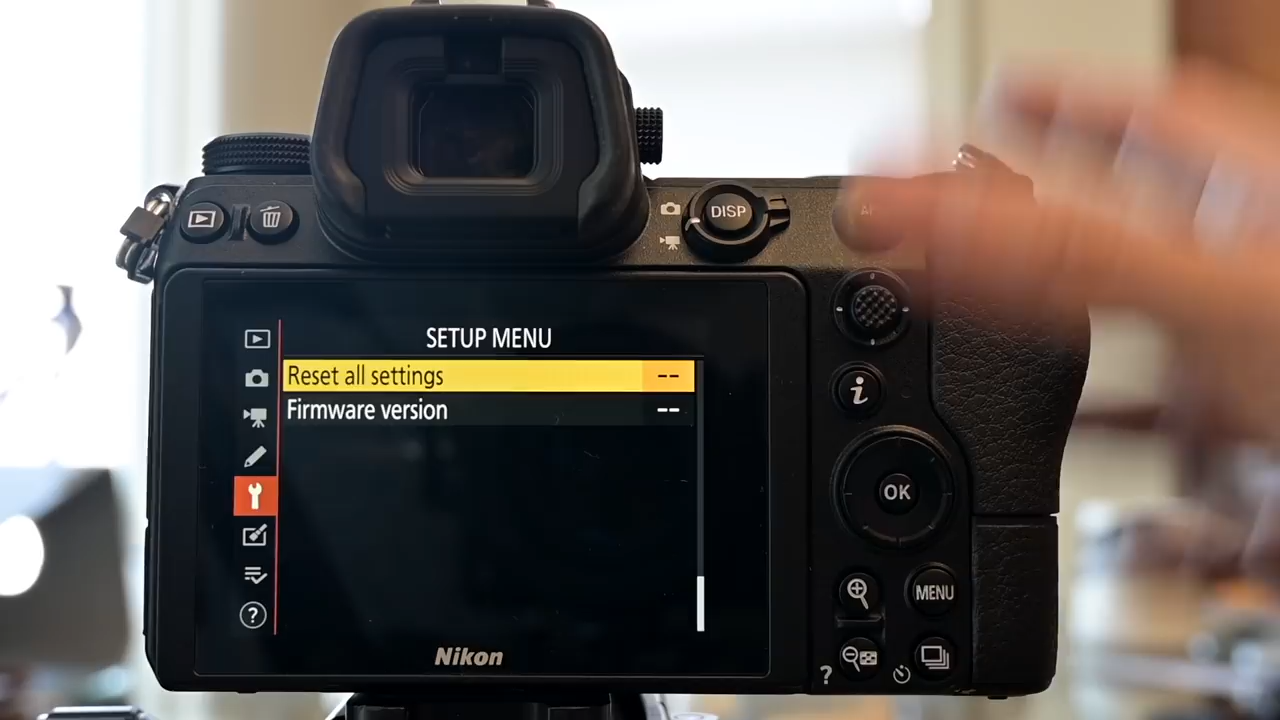 DISP
SETUP MENU
Reset all settings --
Firmware version --
i
OK
MENU
?
?
Nikon